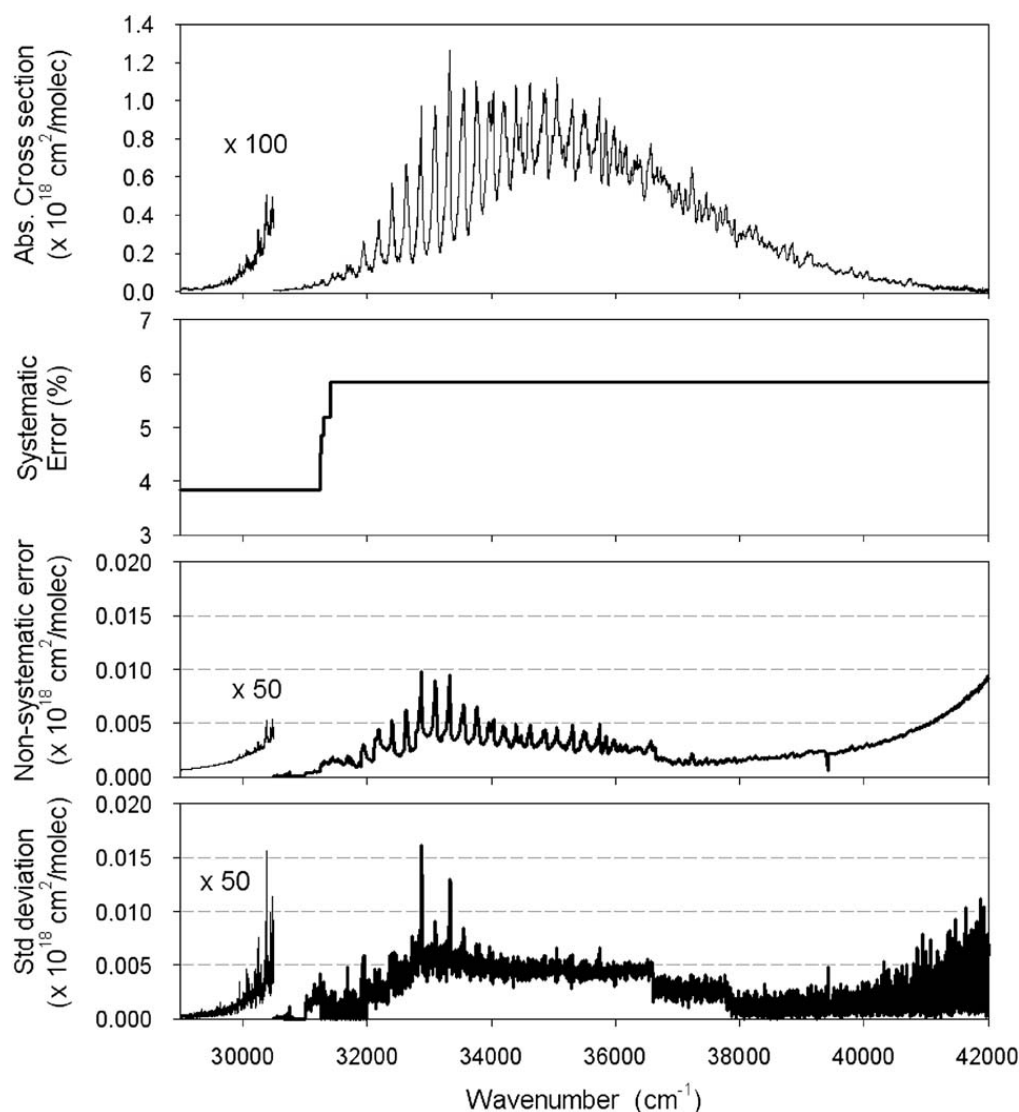 Abs. Cross section
(x 10^18 cm^2/molec)
1.4
1.2
1.0
0.8
0.6
0.4
0.2
0.0
x 100
Systematic
Error (%)
7
6
5
4
3
Non-systematic error
(x 10^18 cm^2/molec)
0.020
0.015
0.010
0.005
0.000
x 50
Std deviation
(x 10^18 cm^2/molec)
0.020
0.015
0.010
0.005
0.000
x 50
30000 32000 34000 36000 38000 40000 42000
Wavenumber (cm^-1)